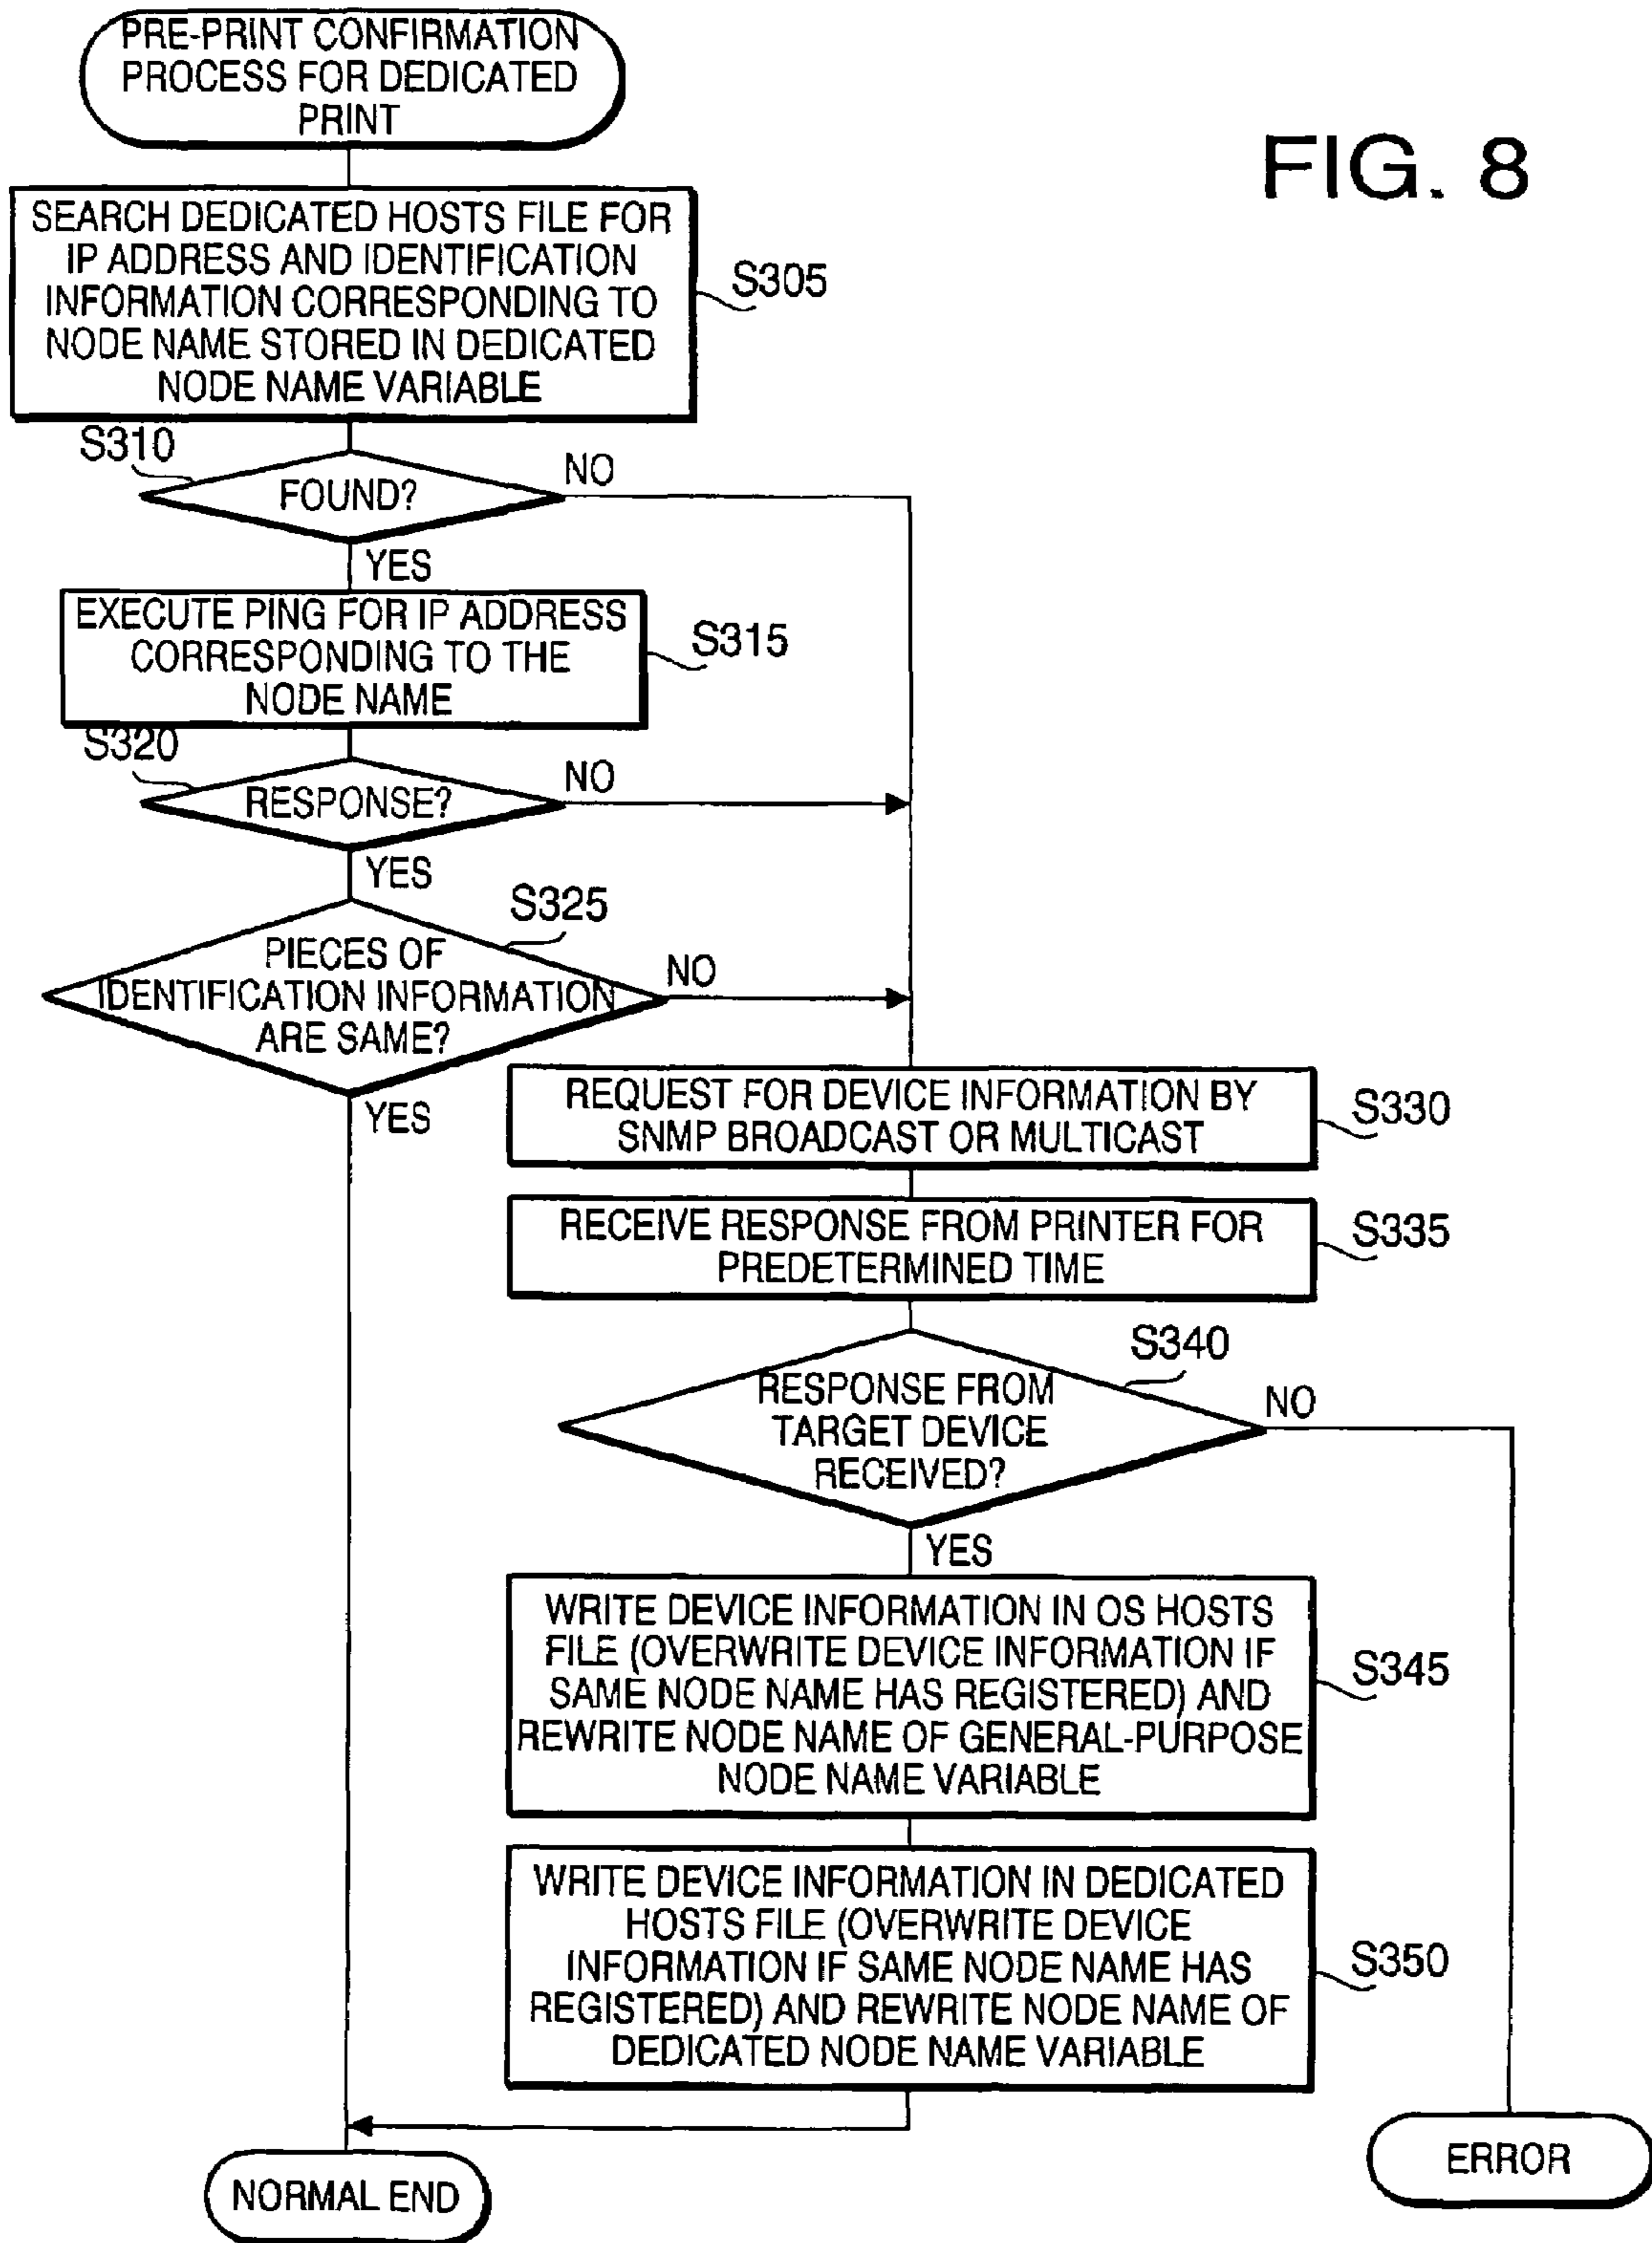 PRE-PRINT CONFIRMATION
PROCESS FOR DEDICATED
PRINT
FIG. 8
SEARCH DEDICATED HOSTS FILE FOR
IP ADDRESS AND IDENTIFICATION
INFORMATION CORRESPONDING TO
NODE NAME STORED IN DEDICATED
NODE NAME VARIABLE
S305
S310
FOUND?
NO
YES
EXECUTE PING FOR IP ADDRESS
CORRESPONDING TO THE
NODE NAME
S315
S320
RESPONSE?
NO
YES
S325
PIECES OF
IDENTIFICATION INFORMATION
ARE SAME?
NO
YES
REQUEST FOR DEVICE INFORMATION BY
SNMP BROADCAST OR MULTICAST
S330
RECEIVE RESPONSE FROM PRINTER FOR
PREDETERMINED TIME
S335
S340
RESPONSE FROM
TARGET DEVICE
RECEIVED?
NO
YES
WRITE DEVICE INFORMATION IN OS HOSTS
FILE (OVERWRITE DEVICE INFORMATION IF
SAME NODE NAME HAS REGISTERED) AND
REWRITE NODE NAME OF GENERAL-PURPOSE
NODE NAME VARIABLE
S345
WRITE DEVICE INFORMATION IN DEDICATED
HOSTS FILE (OVERWRITE DEVICE
INFORMATION IF SAME NODE NAME HAS
REGISTERED) AND REWRITE NODE NAME OF
DEDICATED NODE NAME VARIABLE
S350
NORMAL END
ERROR